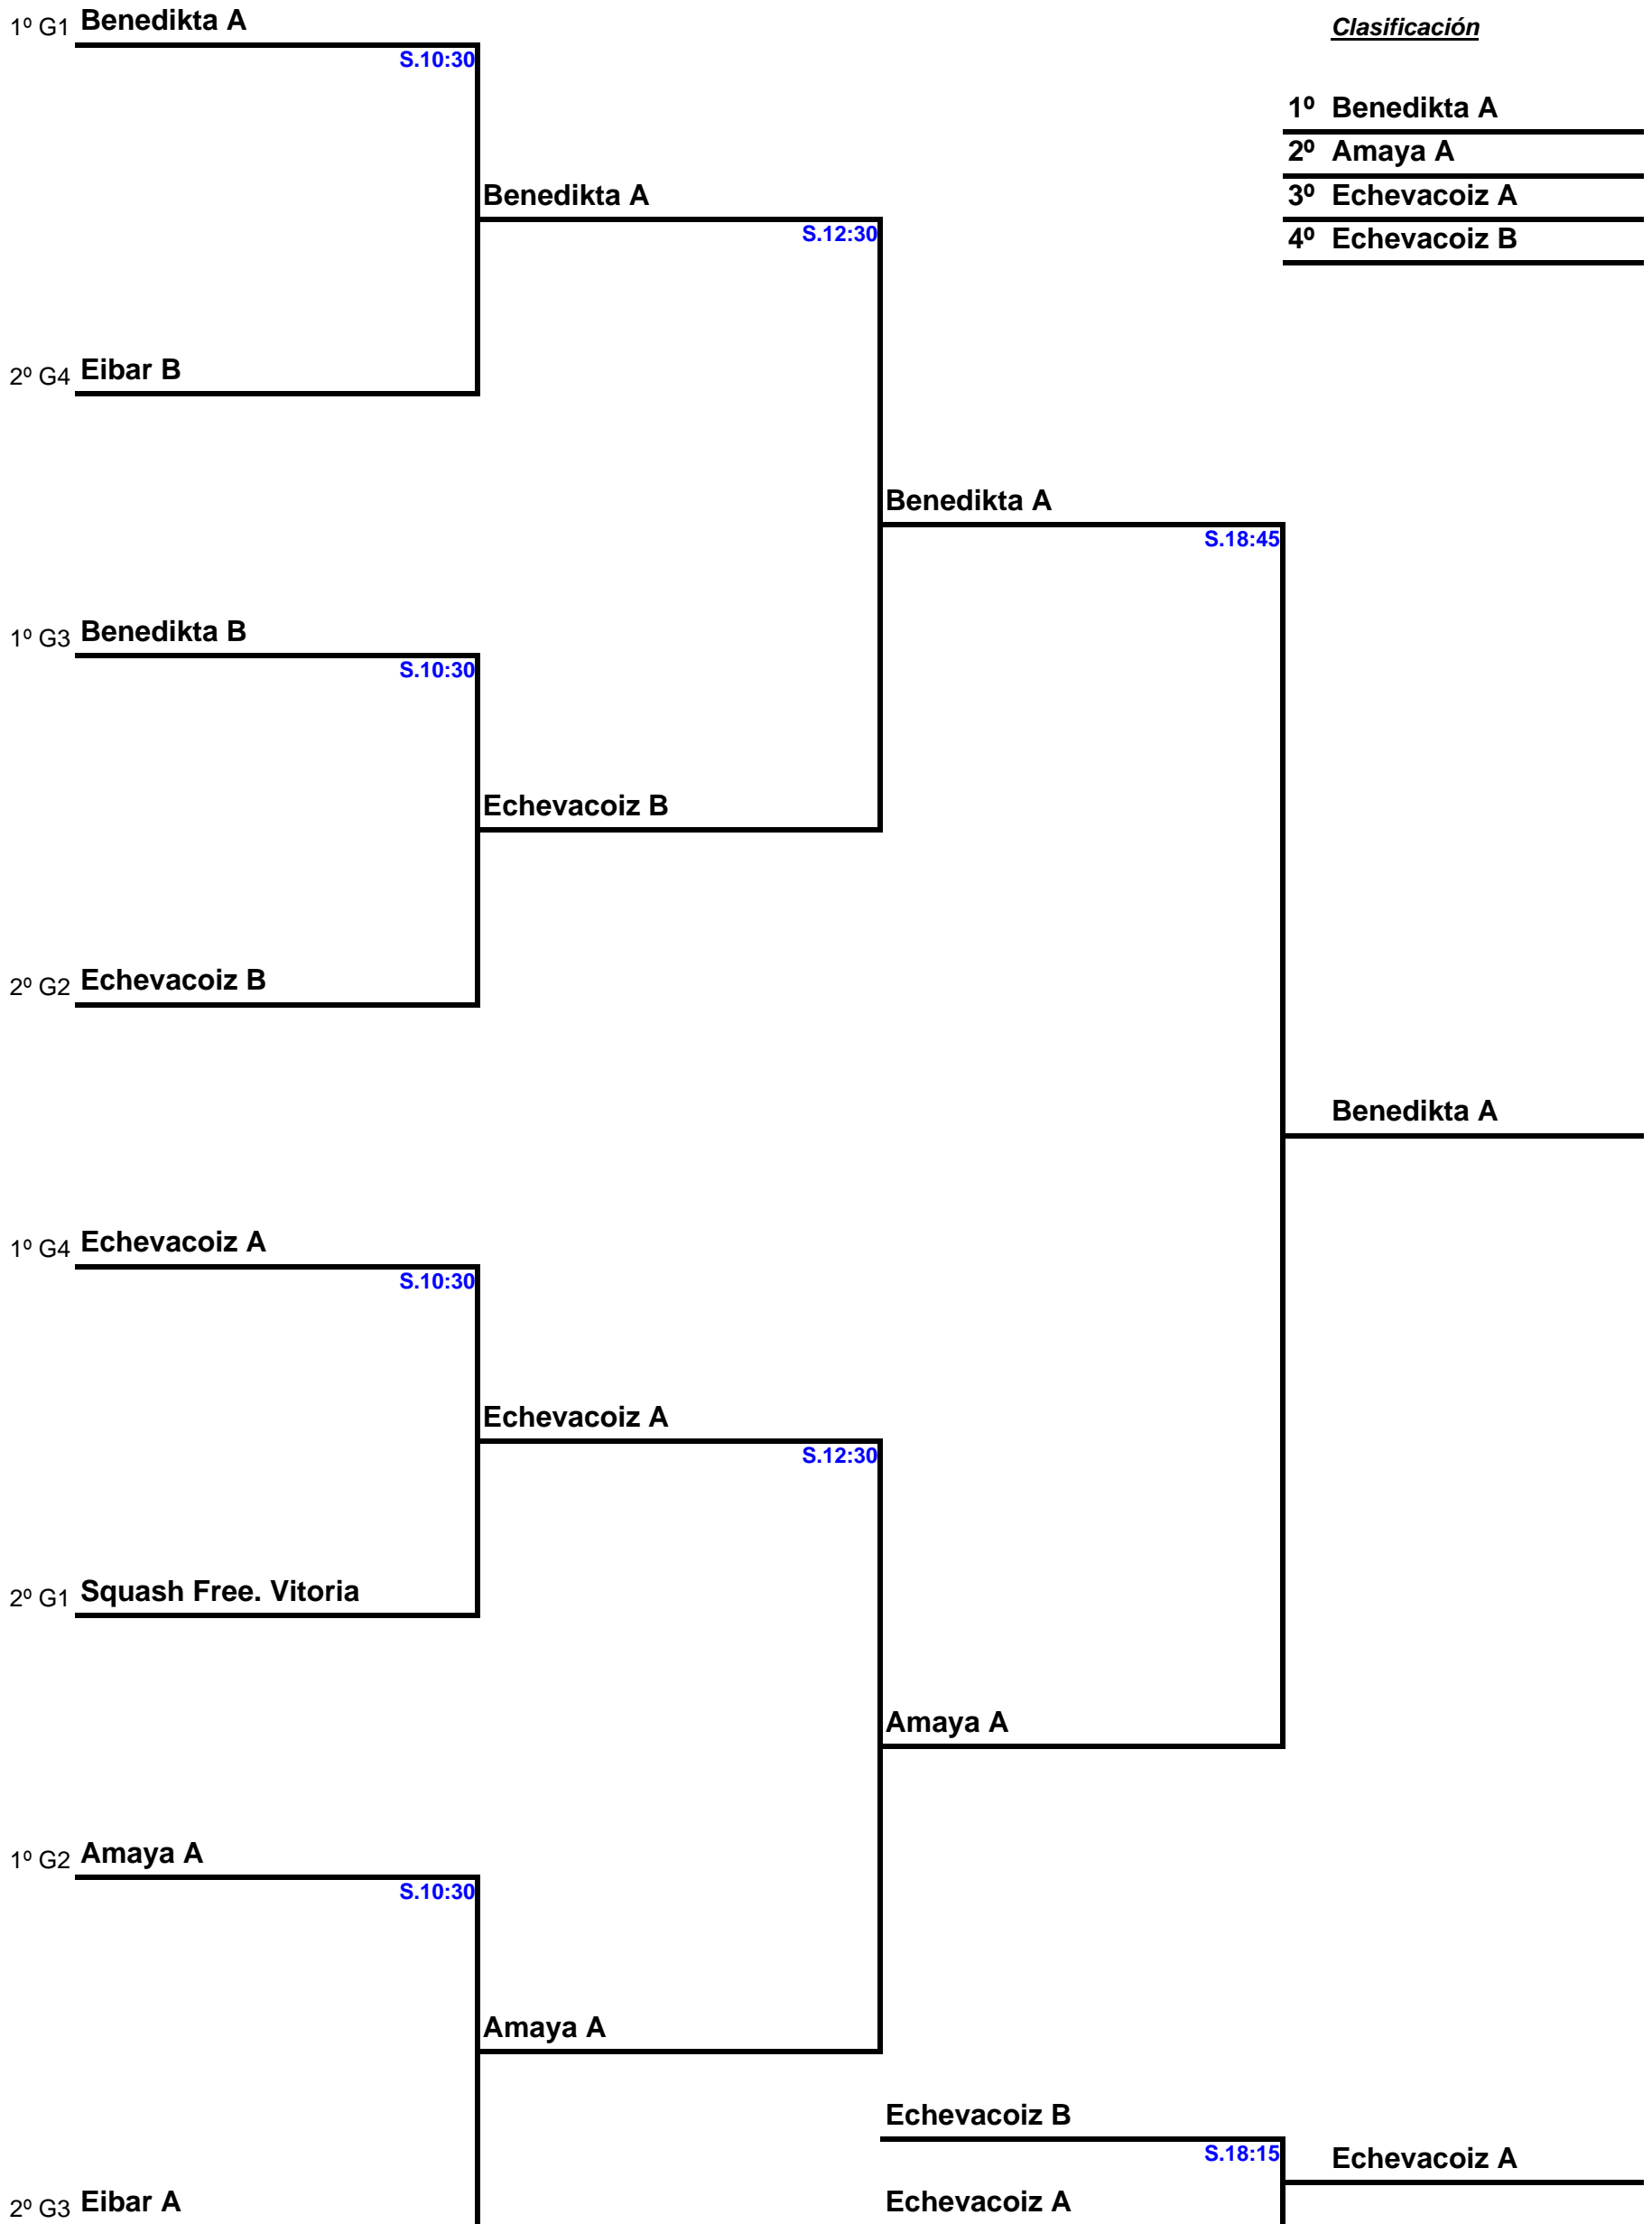 1º G1 Benedikta A
Clasificación
S.10:30
1º Benedikta A
2º Amaya A
Benedikta A
3º Echevacoiz A
S.12:30
4º Echevacoiz B
2º G4 Eibar B
Benedikta A
S.18:45
1º G3 Benedikta B
S.10:30
Echevacoiz B
2º G2 Echevacoiz B
Benedikta A
1º G4 Echevacoiz A
S.10:30
Echevacoiz A
S.12:30
2º G1 Squash Free. Vitoria
Amaya A
1º G2 Amaya A
S.10:30
Amaya A
Echevacoiz B
S.18:15
Echevacoiz A
2º G3 Eibar A
Echevacoiz A